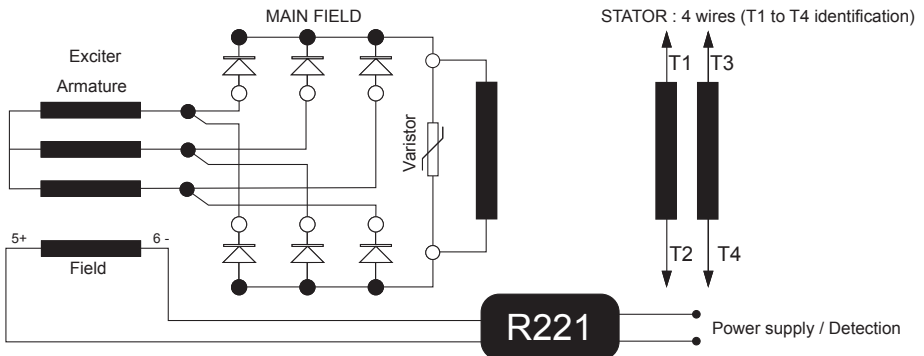 MAIN FIELD
STATOR : 4 wires (T1 to T4 identification)
Exciter
Armature
T1
T3
Varistor
5+
6 -
Field
T2
T4
R221
Power supply / Detection